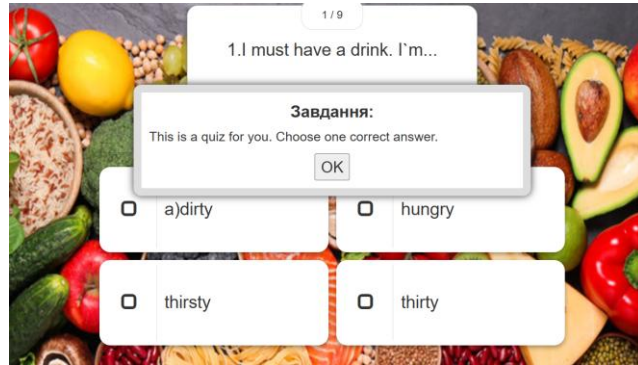 1 / 9
1.I must have a drink. I`m...
Завдання:
This is a quiz for you. Choose one correct answer.
OK
a)dirty
hungry
thirsty
thirty